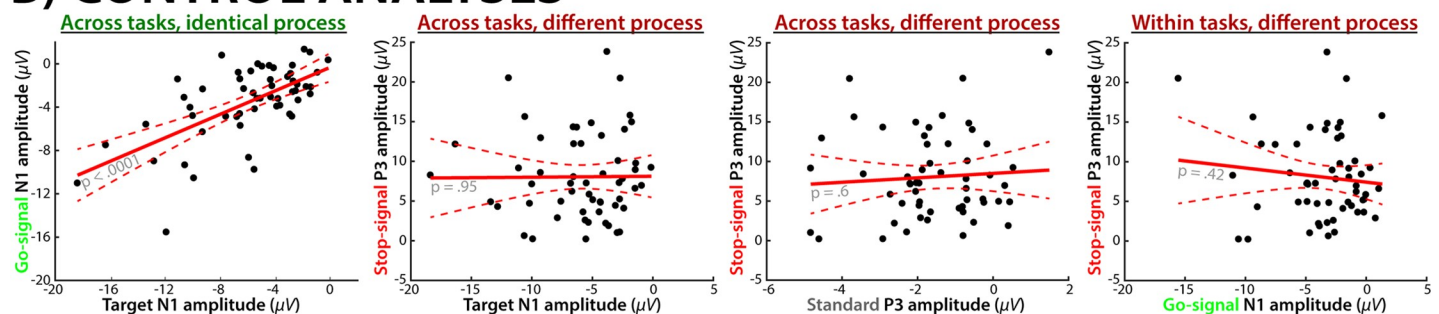 B) CONTROL ANALYSES
Across tasks, identical process
Go-signal N1 amplitude (μV)
0
-4
-8
-12
-16
-20
p < .0001
-16
-12
-8
-4
0
Target N1 amplitude (μV)
Across tasks, different process
Stop-signal P3 amplitude (μV)
25
20
15
10
5
0
-5
p = .95
-20
-15
-10
-5
0
5
Target N1 amplitude (μV)
Across tasks, different process
Stop-signal P3 amplitude (μV)
25
20
15
10
5
0
-5
p = .6
-6
-4
-2
0
2
Standard P3 amplitude (μV)
Within tasks, different process
Stop-signal P3 amplitude (μV)
25
20
15
10
5
0
-5
p = .42
-20
-15
-10
-5
0
5
Go-signal N1 amplitude (μV)